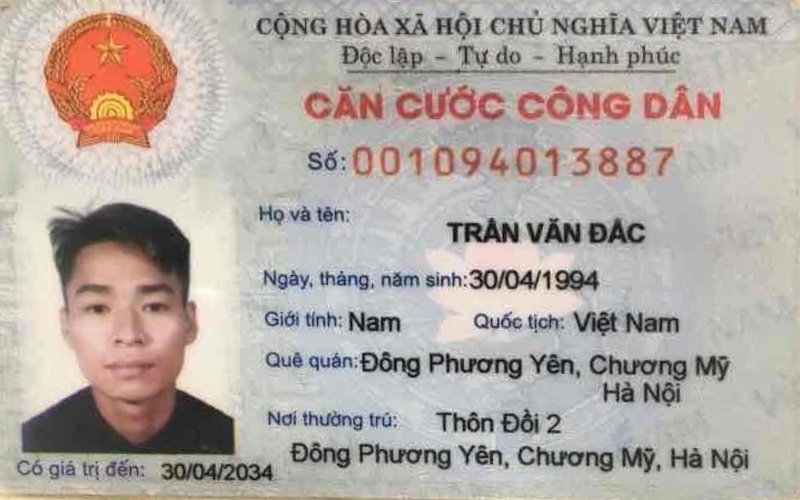 CỘNG HÒA XÃ HỘI CHỦ NGHĨA VIỆT NAM
Độc lập - Tự do - Hạnh phúc
CĂN CƯỚC CÔNG DÂN
Số: 001094013887
Họ và tên:
TRẦN VĂN ĐẮC
Ngày, tháng, năm sinh: 30/04/1994
Giới tính: Nam Quốc tịch: Việt Nam
Quê quán: Đông Phương Yên, Chương Mỹ
Hà Nội
Nơi thường trú: Thôn Đồi 2
Đông Phương Yên, Chương Mỹ, Hà Nội
Có giá trị đến: 30/04/2034